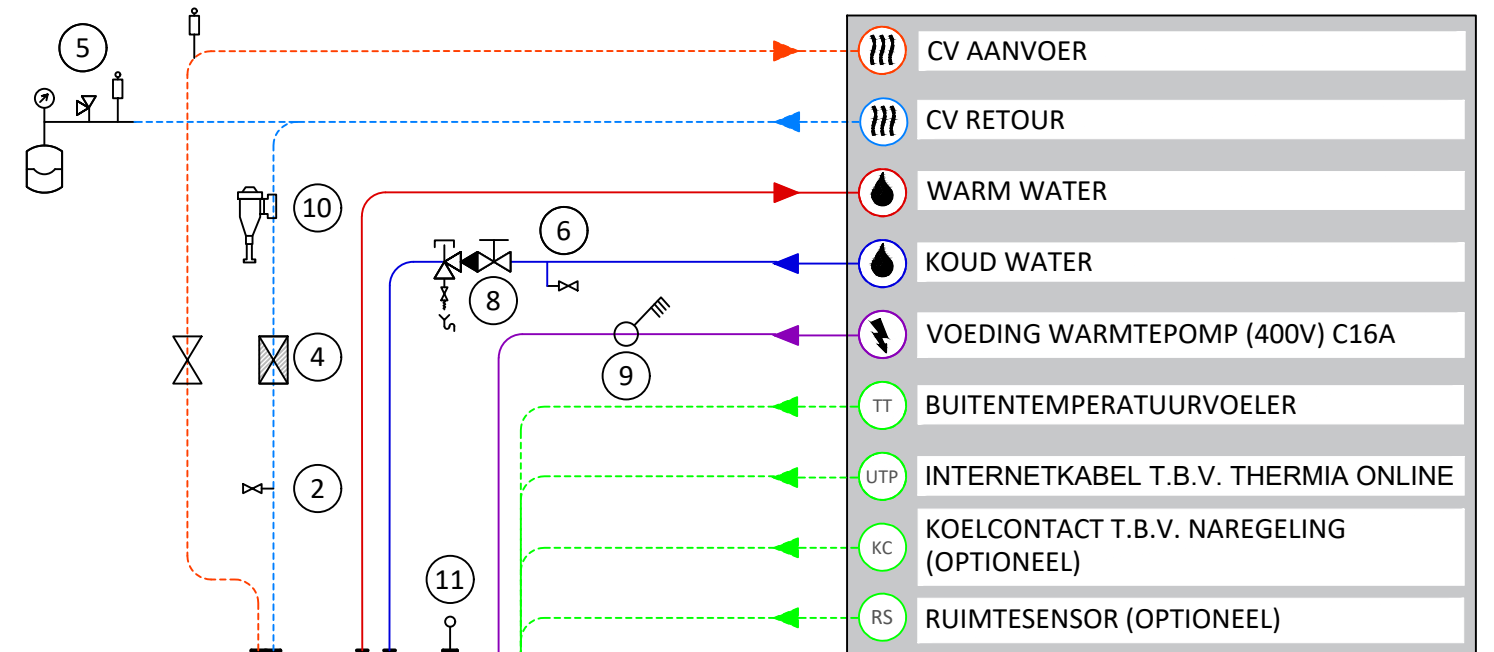 5
CV AANVOER
CV RETOUR
10
WARM WATER
6
KOUD WATER
8
VOEDING WARMTEPOMP (400V) C16A
4
9
TT
BUITENTEMPERATUURVOELER
2
UTP
INTERNETKABEL T.B.V. THERMIA ONLINE
KC
KOELCONTACT T.B.V. NAREGELING
(OPTIONEEL)
11
RS
RUIMTESENSOR (OPTIONEEL)